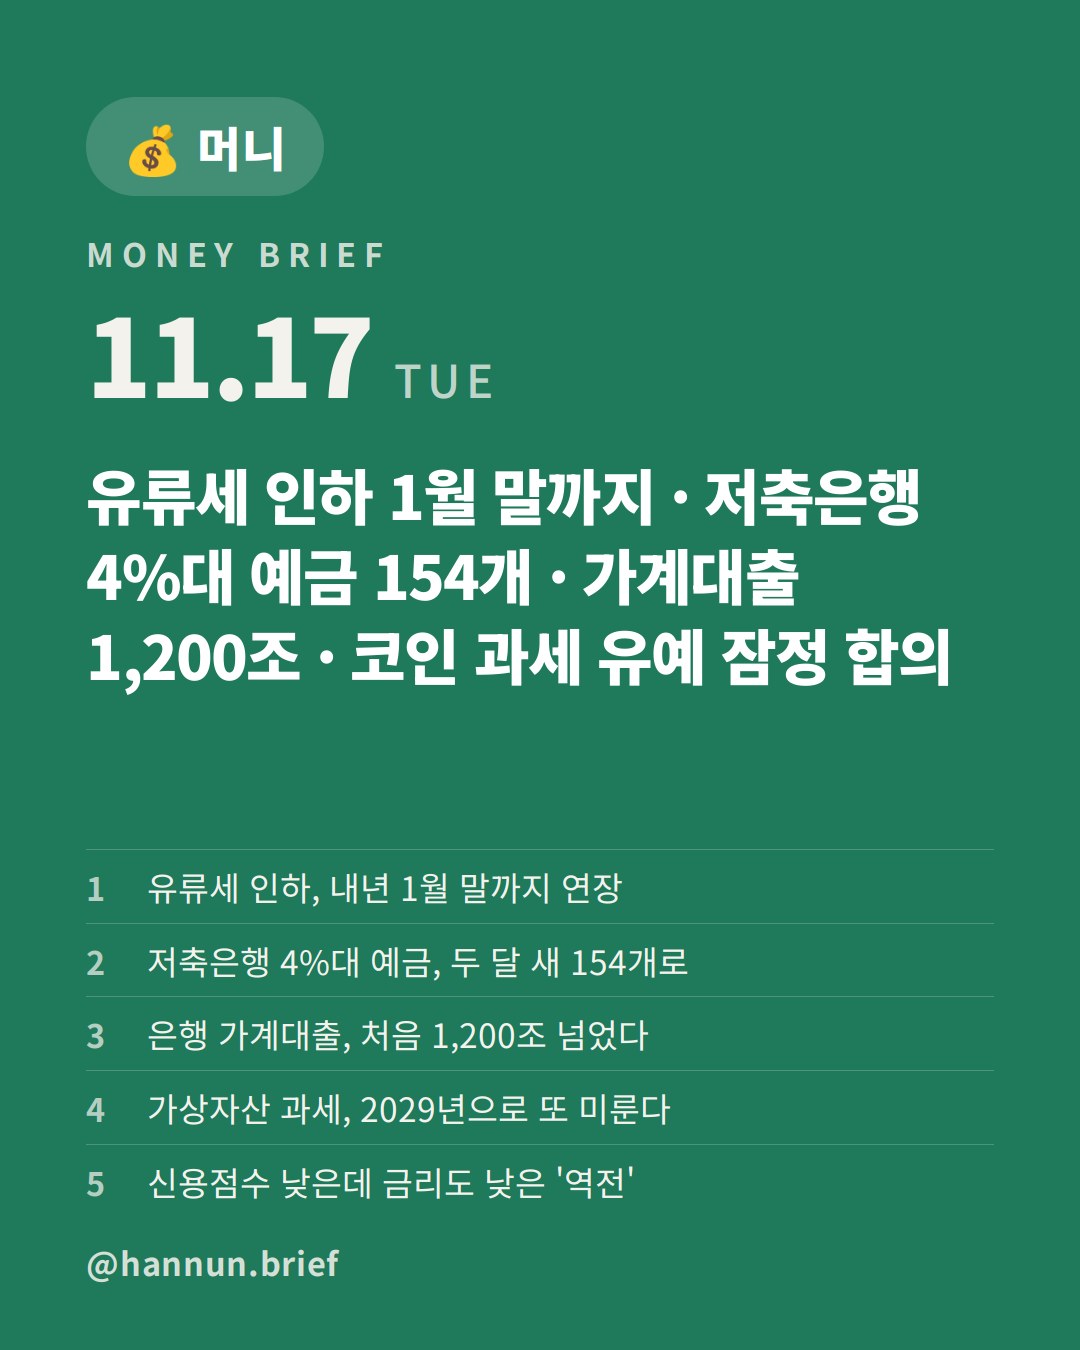 💰 머니
MONEY BRIEF
11.17 TUE
유류세 인하 1월 말까지 · 저축은행
4%대 예금 154개 · 가계대출
1,200조 · 코인 과세 유예 잠정 합의
1 유류세 인하, 내년 1월 말까지 연장
2 저축은행 4%대 예금, 두 달 새 154개로
3 은행 가계대출, 처음 1,200조 넘었다
4 가상자산 과세, 2029년으로 또 미룬다
5 신용점수 낮은데 금리도 낮은 '역전'
@hannun.brief